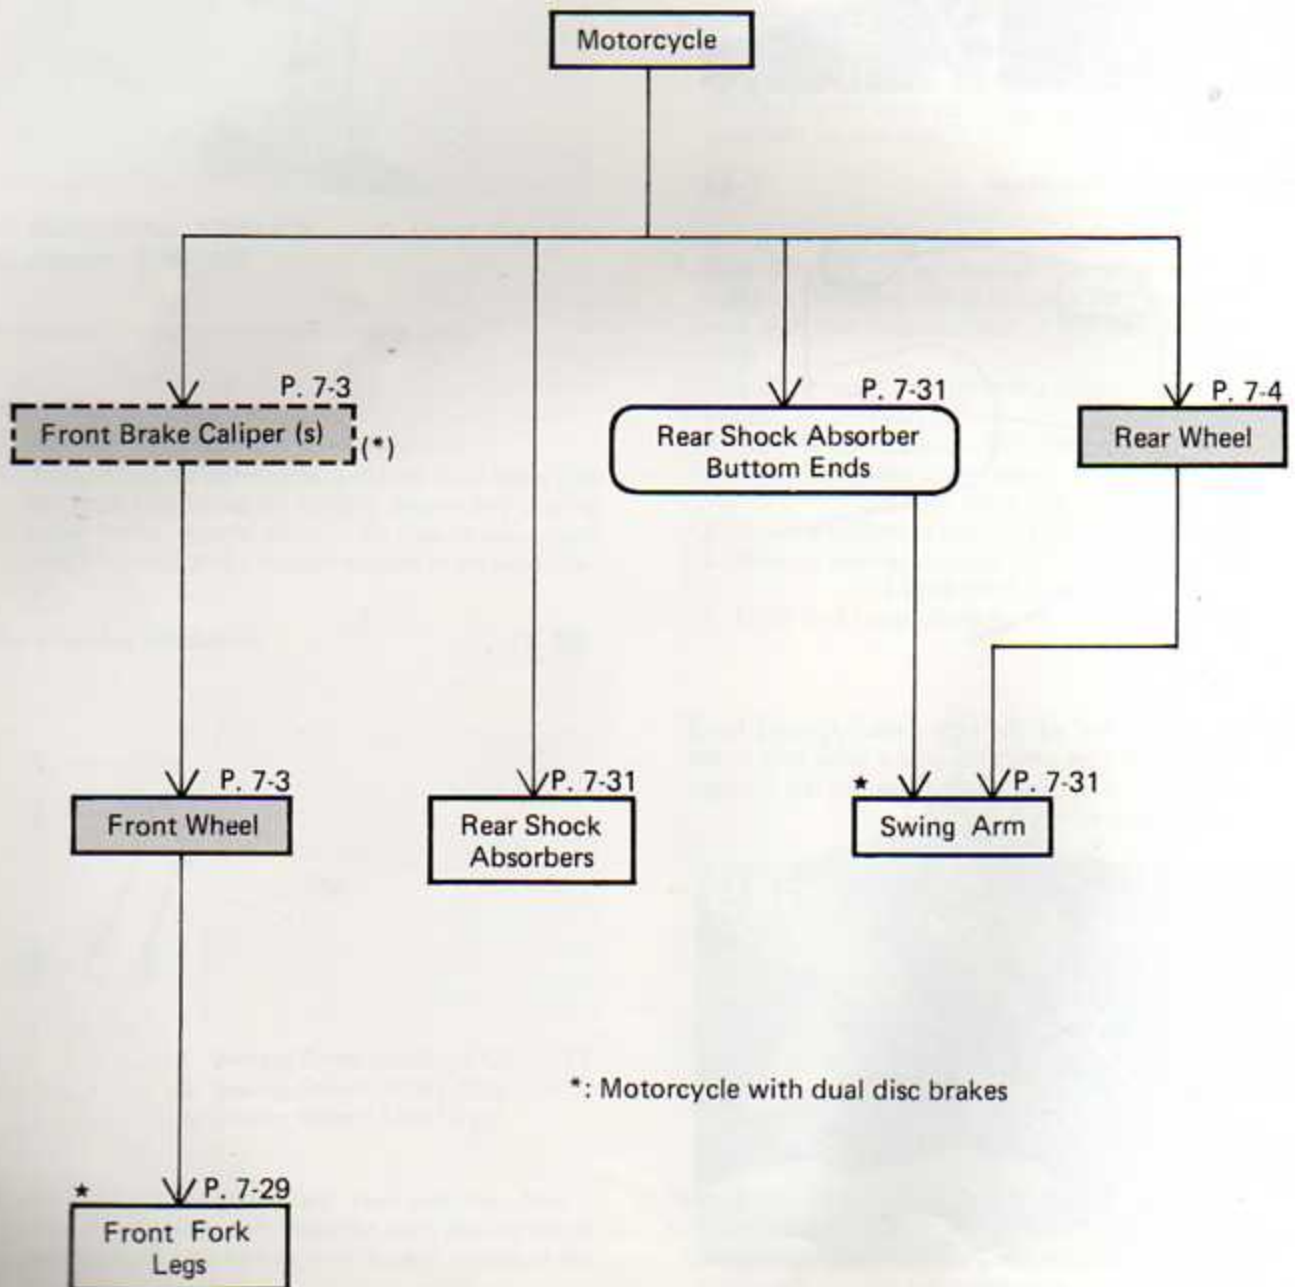 Motorcycle
P. 7-3
Front Brake Caliper (s)
(*)
P. 7-31
Rear Shock Absorber
Buttom Ends
P. 7-4
Rear Wheel
P. 7-3
Front Wheel
P. 7-31
Rear Shock
Absorbers
★ P. 7-31
Swing Arm
*: Motorcycle with dual disc brakes
★ P. 7-29
Front Fork
Legs